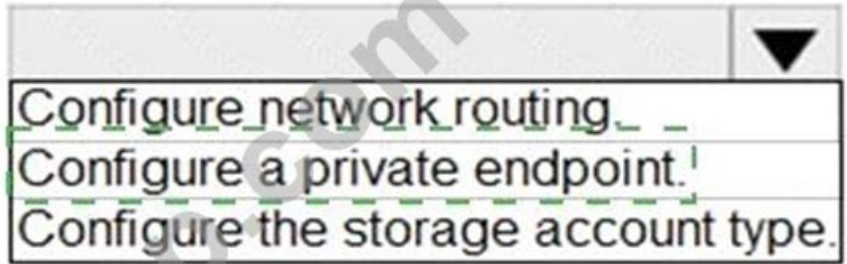 Configure network routing.
Configure a private endpoint.
Configure the storage account type.